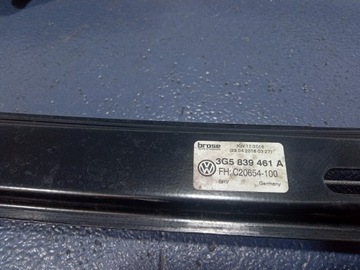 brose
3G5 839 461 A
FH: C20654-100
Germany